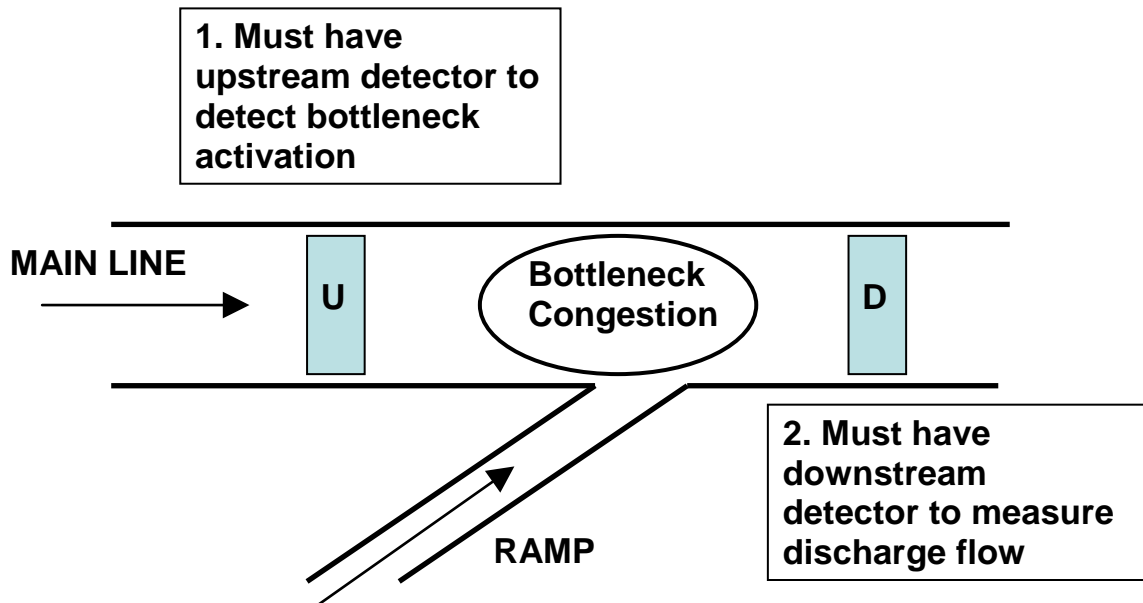 1. Must have
upstream detector to
detect bottleneck
activation
MAIN LINE
U
Bottleneck
Congestion
D
RAMP
2. Must have
downstream
detector to measure
discharge flow